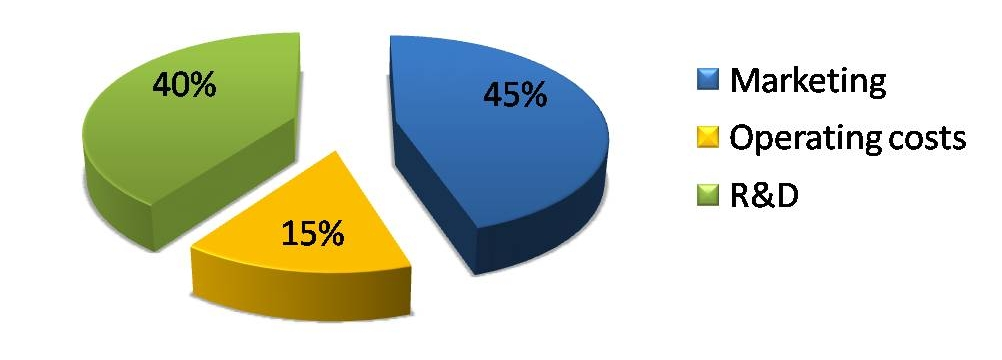 40%
45%
15%
Marketing
Operating costs
R&D